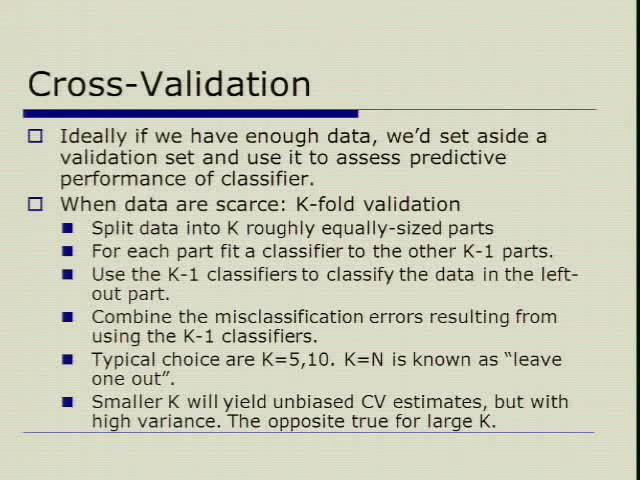 Cross-Validation
Ideally if we have enough data, we'd set aside a
validation set and use it to assess predictive
performance of classifier.
When data are scarce: K-fold validation
Split data into K roughly equally-sized parts
For each part fit a classifier to the other K-1 parts.
Use the K-1 classifiers to classify the data in the left-
out part.
Combine the misclassification errors resulting from
using the K-1 classifiers.
Typical choice are K=5,10. K=N is known as “leave
one out”.
Smaller K will yield unbiased CV estimates, but with
high variance. The opposite true for large K.